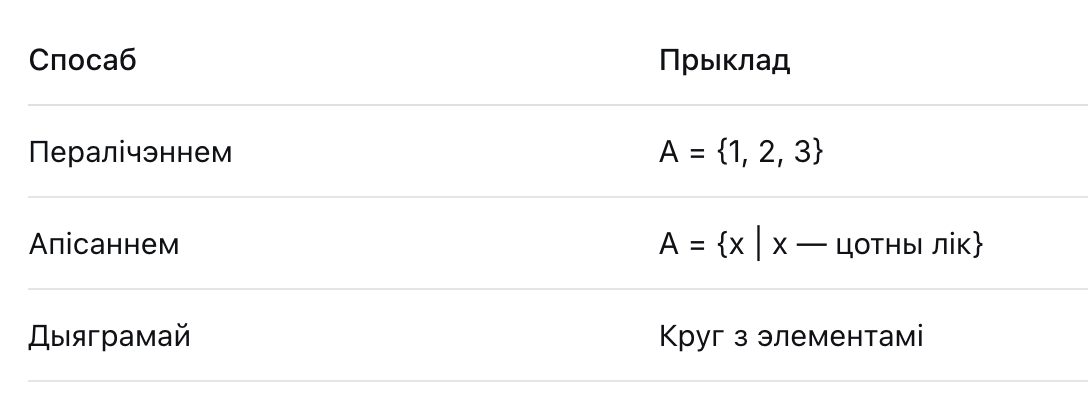 Спосаб Прыклад
Пералічэннем A = {1, 2, 3}
Апісаннем A = {x | x — цотны лік}
Дыяграмай Круг з элементамі